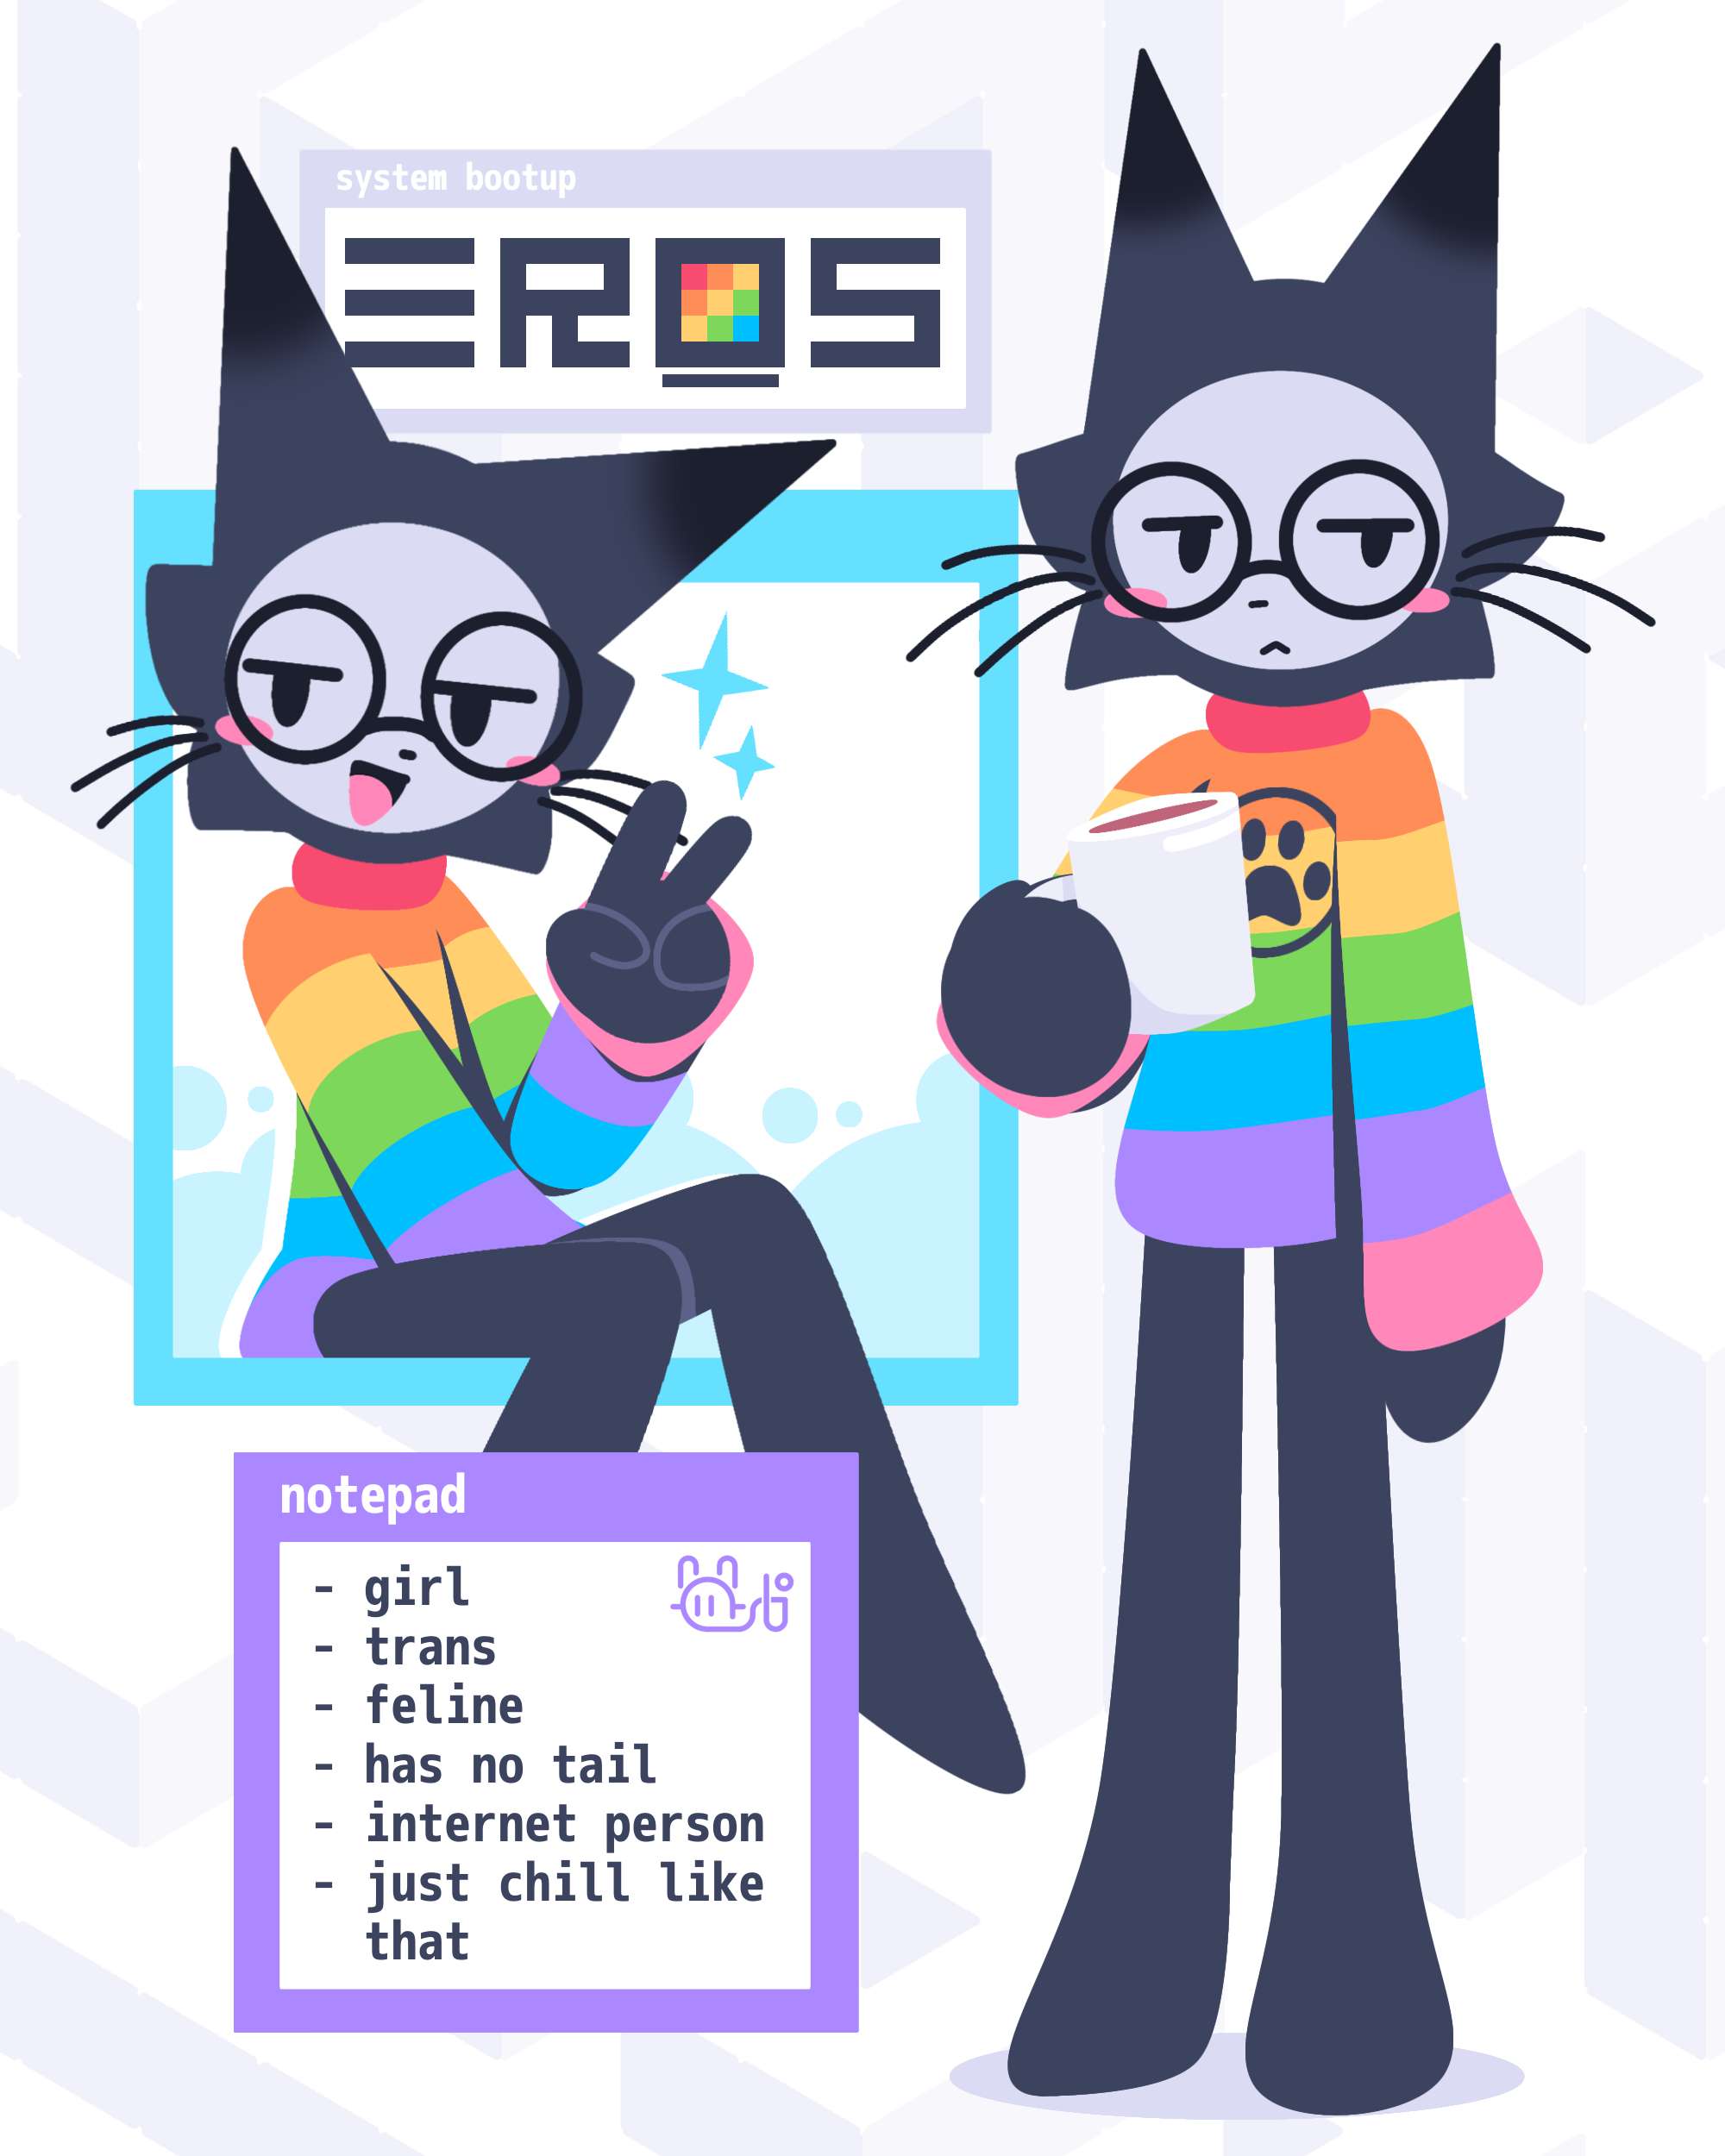 system bootup
EROS
notepad
- girl
- trans
- feline
- has no tail
- internet person
- just chill like
that